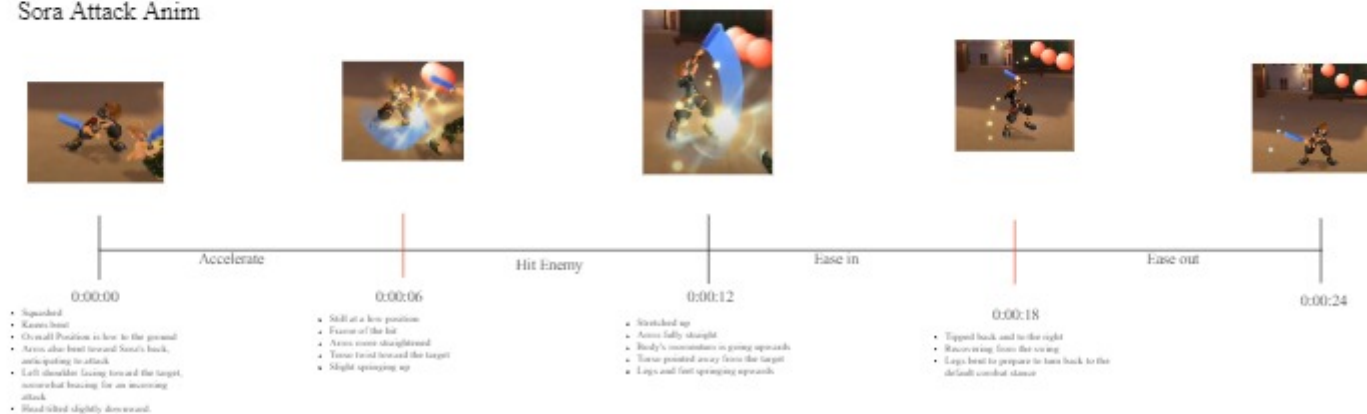 Sora Attack Anim
Accelerate
Hit Enemy
Ease in
Ease out
0:00:00
0:00:06
0:00:12
0:00:18
0:00:24
Squashed
Knees bent
Overall Position is low to the ground
Arms also bent toward Sora's back,
anticipating to attack
Left shoulder facing toward the target,
somewhat bracing for an incoming
attack
Head tilted slightly downward.
Still at a low position
Frame of the hit
Arms more straightened
Torso twist toward the target
Slight springing up
Stretched up
Arms fully straight
Body's momentum is going upwards
Torso pointed away from the target
Legs and feet springing upwards
Tipped back and to the right
Recovering from the swing
Legs bent to prepare to turn back to the
default combat stance